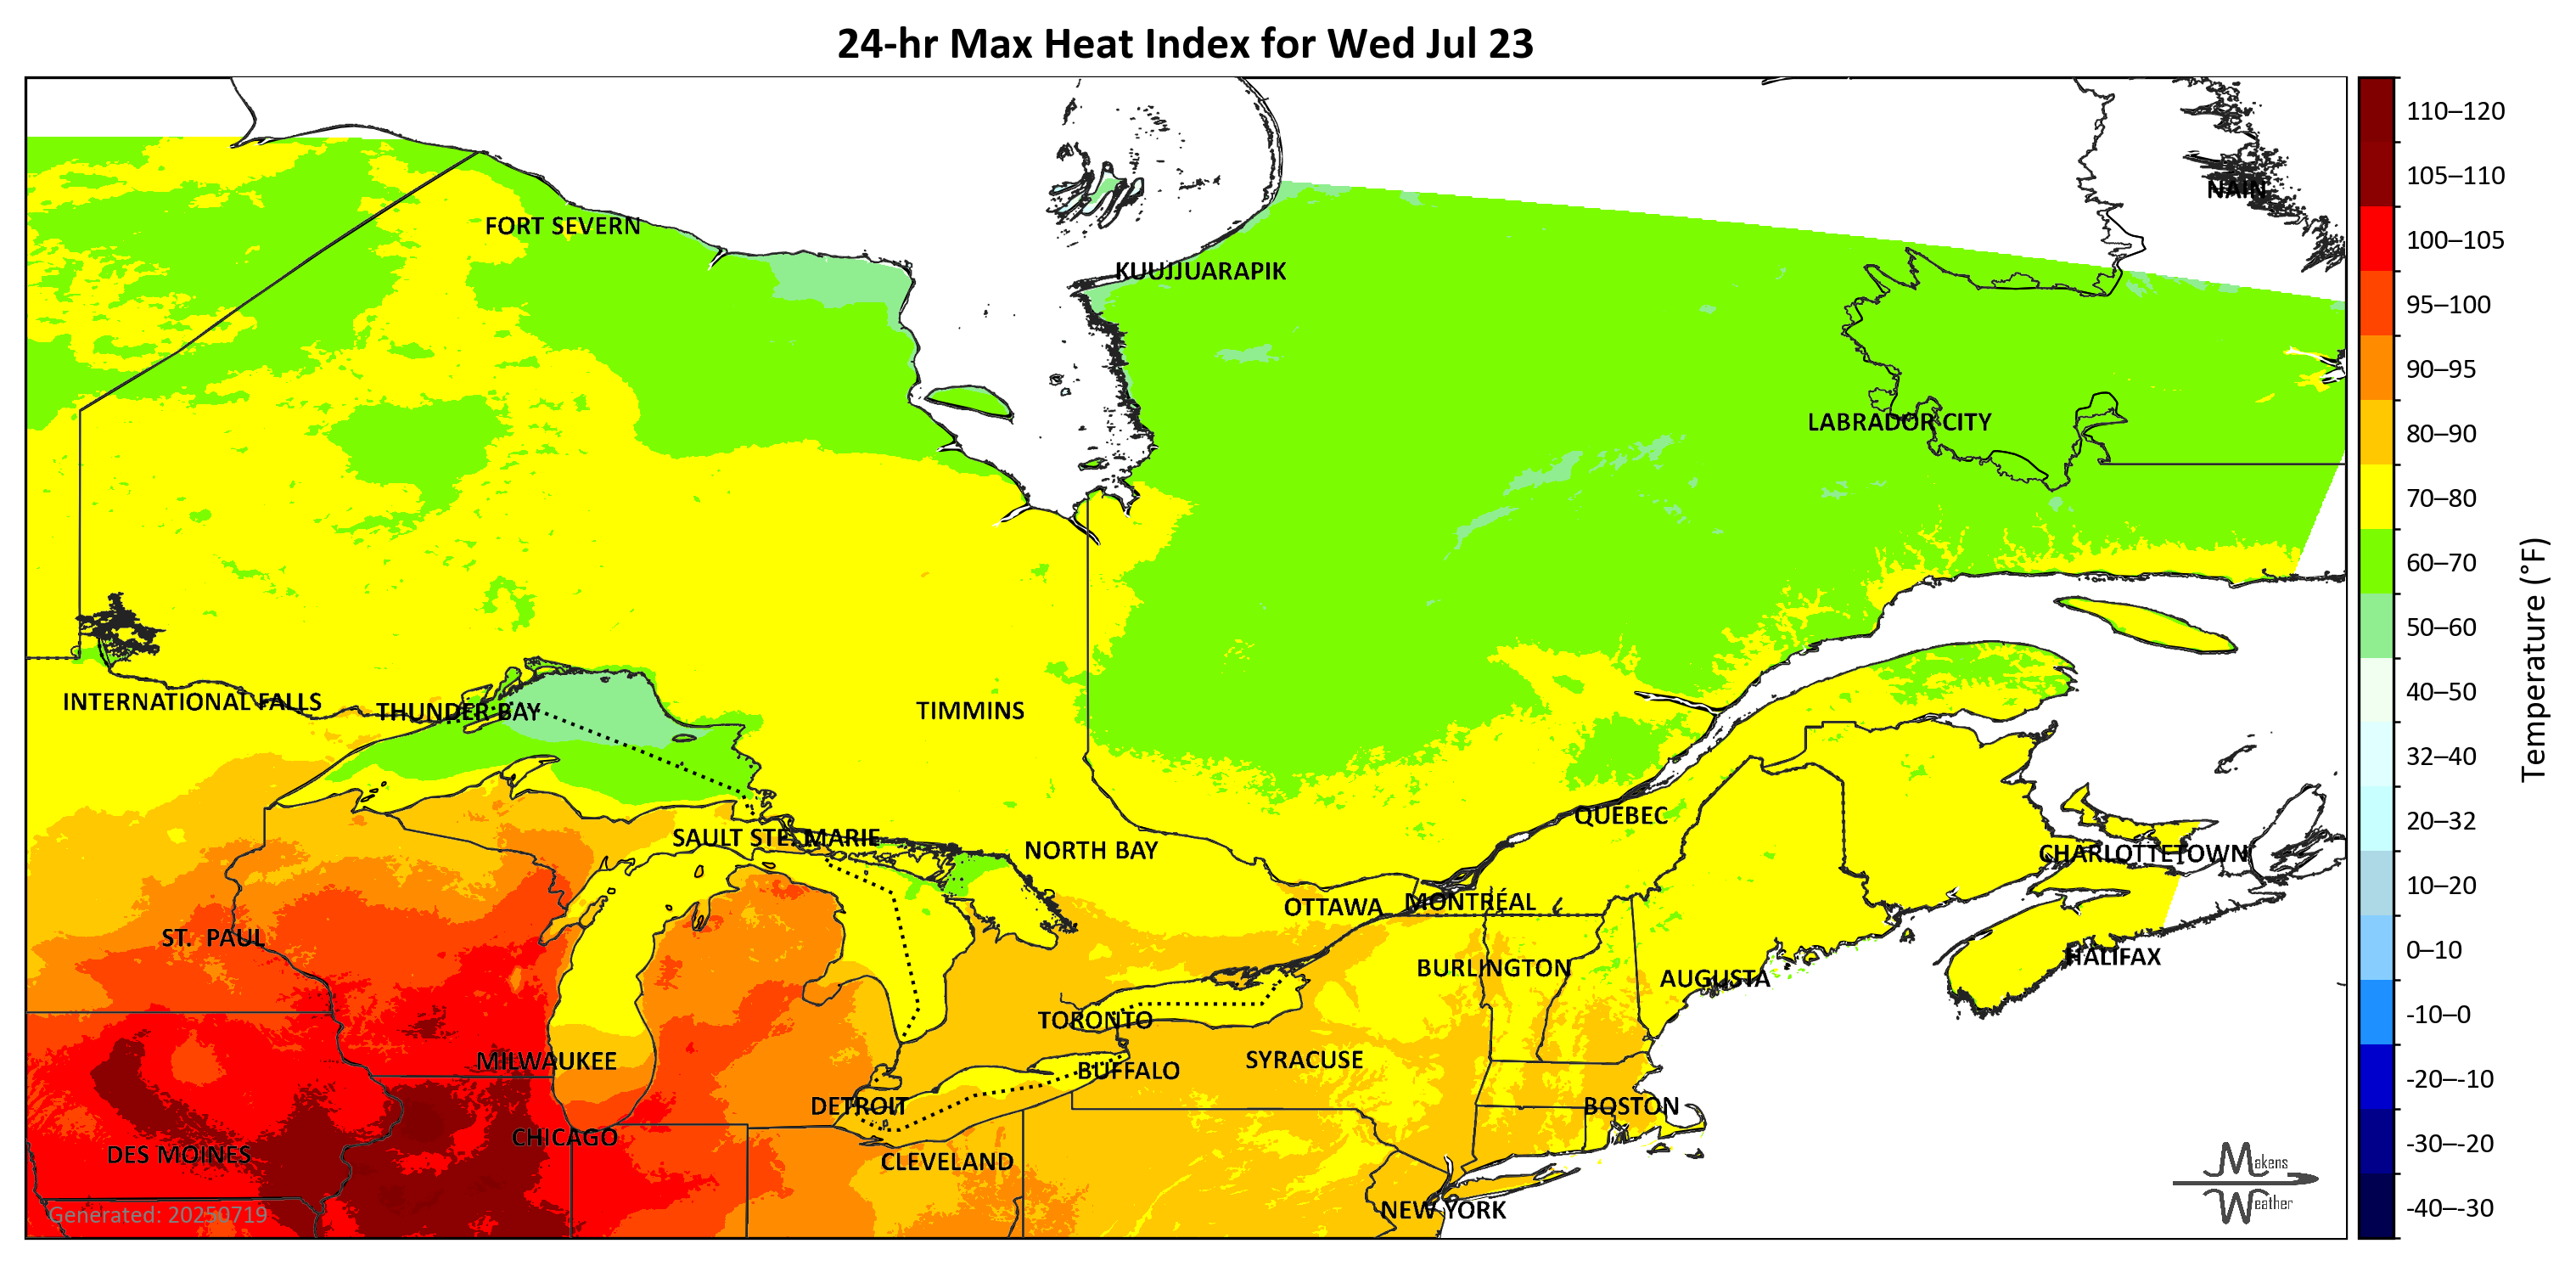 24-hr Max Heat Index for Wed Jul 23
110–120
105–110
NAIN
FORT SEVERN
100–105
KUUJJUARAPIK
95–100
90–95
LABRADOR CITY
80–90
70–80
60–70
50–60
Temperature (°F)
40–50
INTERNATIONAL FALLS
THUNDER BAY
TIMMINS
32–40
QUÉBEC
20–32
SAULT STE. MARIE
NORTH BAY
CHARLOTTETOWN
10–20
OTTAWA
MONTRÉAL
ST. PAUL
0–10
HALIFAX
BURLINGTON
AUGUSTA
-10–0
TORONTO
MILWAUKEE
SYRACUSE
BUFFALO
-20–-10
DETROIT
BOSTON
CHICAGO
-30–-20
DES MOINES
CLEVELAND
Makens
Weather
-40–-30
NEW YORK
Generated: 20250719